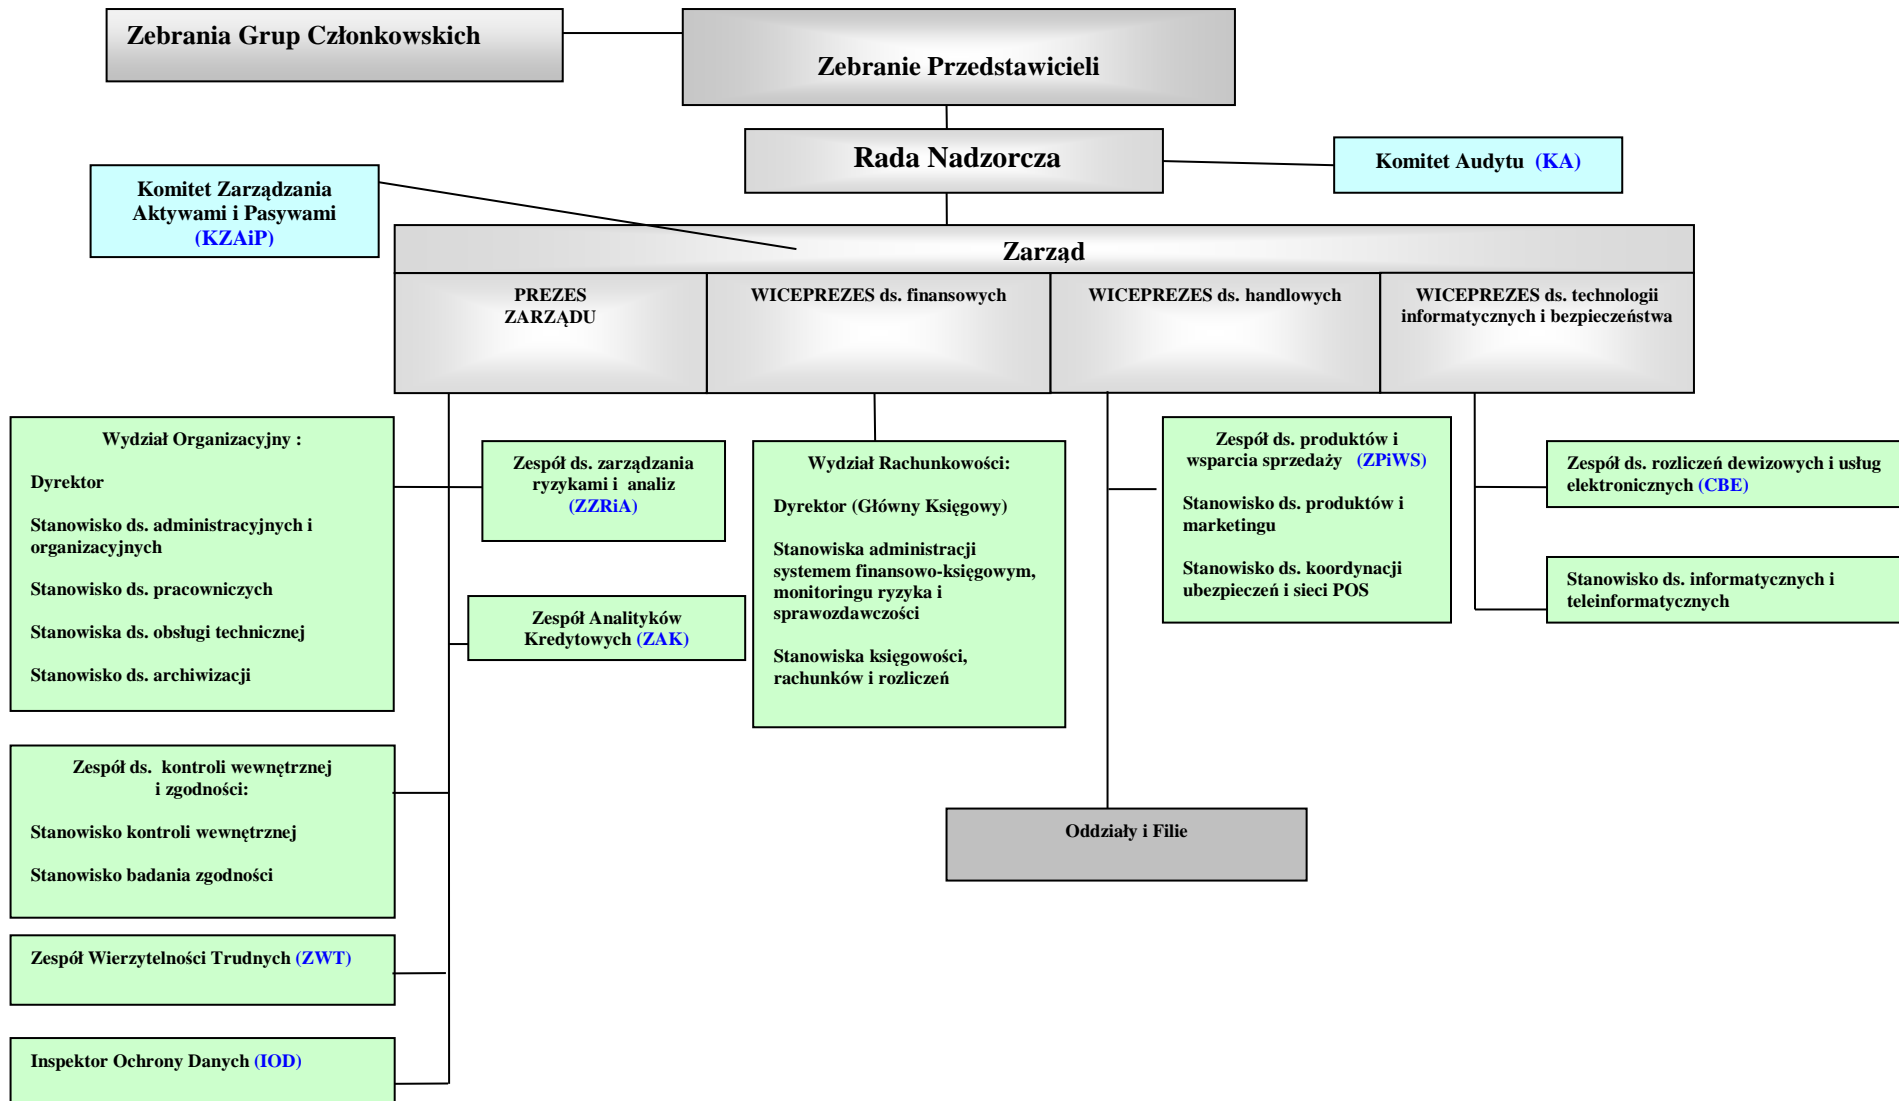 Zebrania Grup Członkowskich
Zebranie Przedstawicieli
Rada Nadzorcza
Komitet Audytu (KA)
Komitet Zarządzania
Aktywami i Pasywami
(KZAiP)
Zarząd
PREZES
ZARZĄDU
WICEPREZES ds. finansowych
WICEPREZES ds. handlowych
WICEPREZES ds. technologii
informatycznych i bezpieczeństwa
Wydział Organizacyjny :
Dyrektor
Stanowisko ds. administracyjnych i
organizacyjnych
Stanowisko ds. pracowniczych
Stanowiska ds. obsługi technicznej
Stanowisko ds. archiwizacji
Zespół ds. zarządzania
ryzykami i analiz
(ZZRiA)
Zespół Analityków
Kredytowych (ZAK)
Wydział Rachunkowości:
Dyrektor (Główny Księgowy)
Stanowiska administracji
systemem finansowo-księgowym,
monitoringu ryzyka i
sprawozdawczości
Stanowiska księgowości,
rachunków i rozliczeń
Zespół ds. produktów i
wsparcia sprzedaży (ZPiWS)
Stanowisko ds. produktów i
marketingu
Stanowisko ds. koordynacji
ubezpieczeń i sieci POS
Zespół ds. rozliczeń dewizowych i usług
elektronicznych (CBE)
Stanowisko ds. informatycznych i
teleinformatycznych
Zespół ds. kontroli wewnętrznej
i zgodności:
Stanowisko kontroli wewnętrznej
Stanowisko badania zgodności
Oddziały i Filie
Zespół Wierzytelności Trudnych (ZWT)
Inspektor Ochrony Danych (IOD)